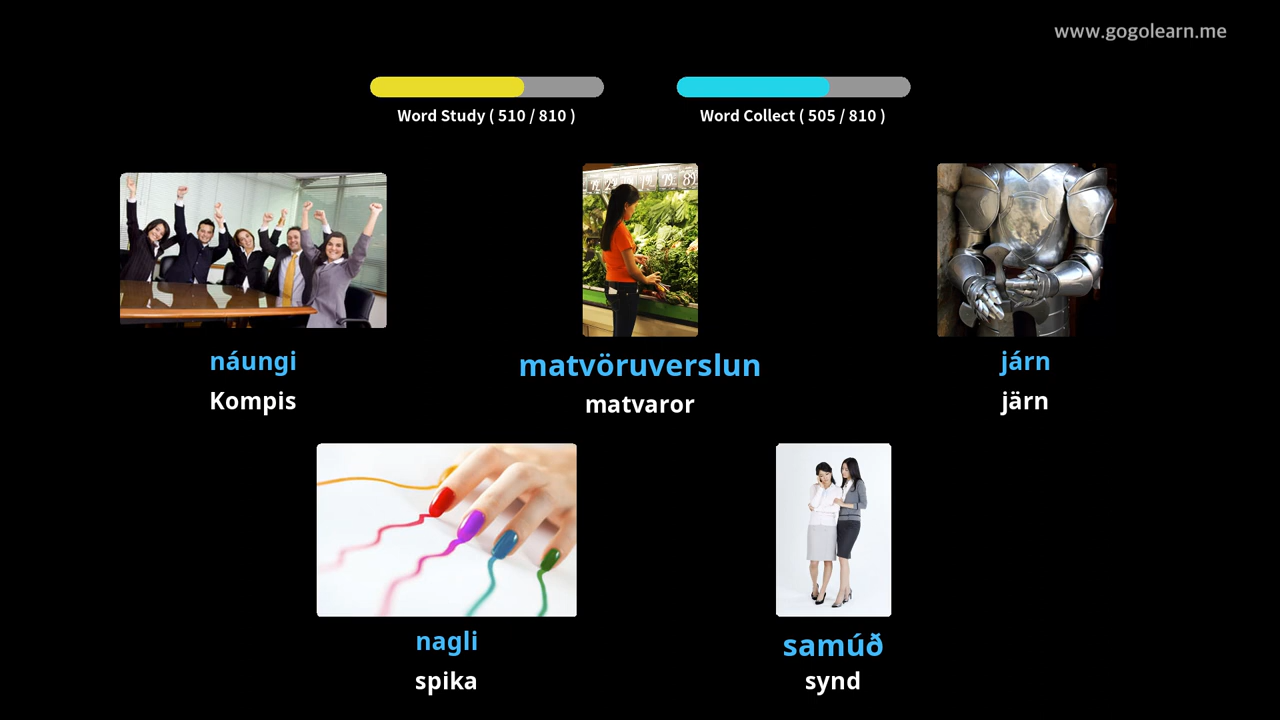 www.gogolearn.me
Word Study ( 510 / 810 )
Word Collect ( 505 / 810 )
náungi
Kompis
matvöruverslun
matvaror
járn
järn
nagli
spika
samúð
synd